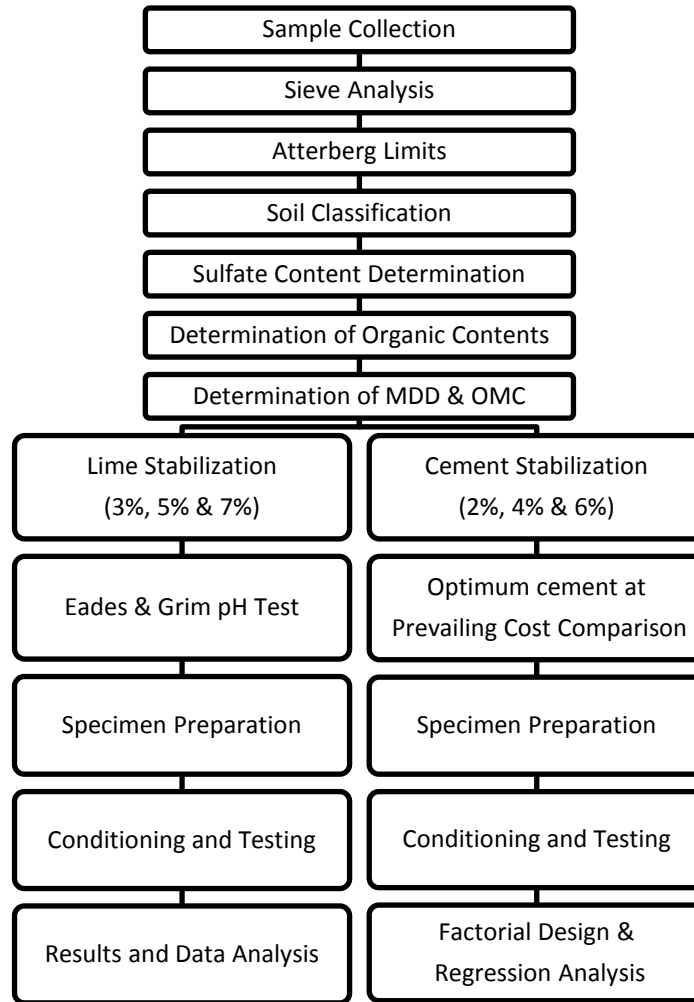 Sample Collection
Sieve Analysis
Atterberg Limits
Soil Classification
Sulfate Content Determination
Determination of Organic Contents
Determination of MDD & OMC
Lime Stabilization
(3%, 5% & 7%)
Eades & Grim pH Test
Specimen Preparation
Conditioning and Testing
Results and Data Analysis
Cement Stabilization
(2%, 4% & 6%)
Optimum cement at
Prevailing Cost Comparison
Specimen Preparation
Conditioning and Testing
Factorial Design &
Regression Analysis